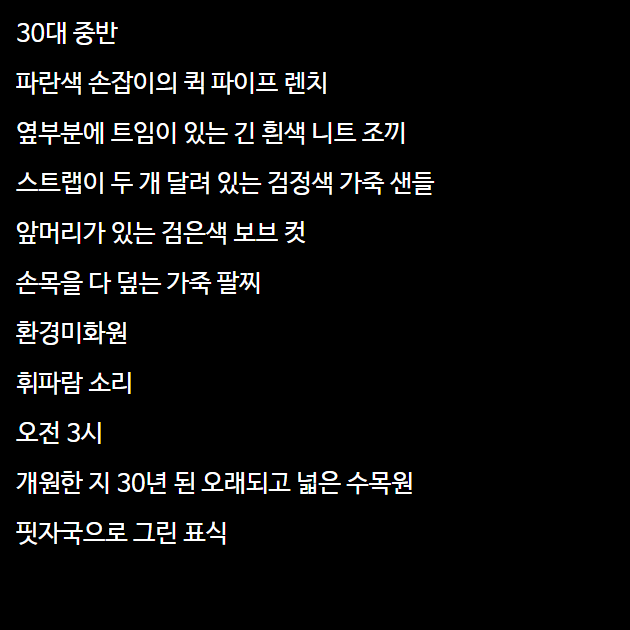 30대 중반
파란색 손잡이의 퀵 파이프 렌치
옆부분에 트임이 있는 긴 흰색 니트 조끼
스트랩이 두 개 달려 있는 검정색 가죽 샌들
앞머리가 있는 검은색 보브 컷
손목을 다 덮는 가죽 팔찌
환경미화원
휘파람 소리
오전 3시
개원한 지 30년 된 오래되고 넓은 수목원
핏자국으로 그린 표식